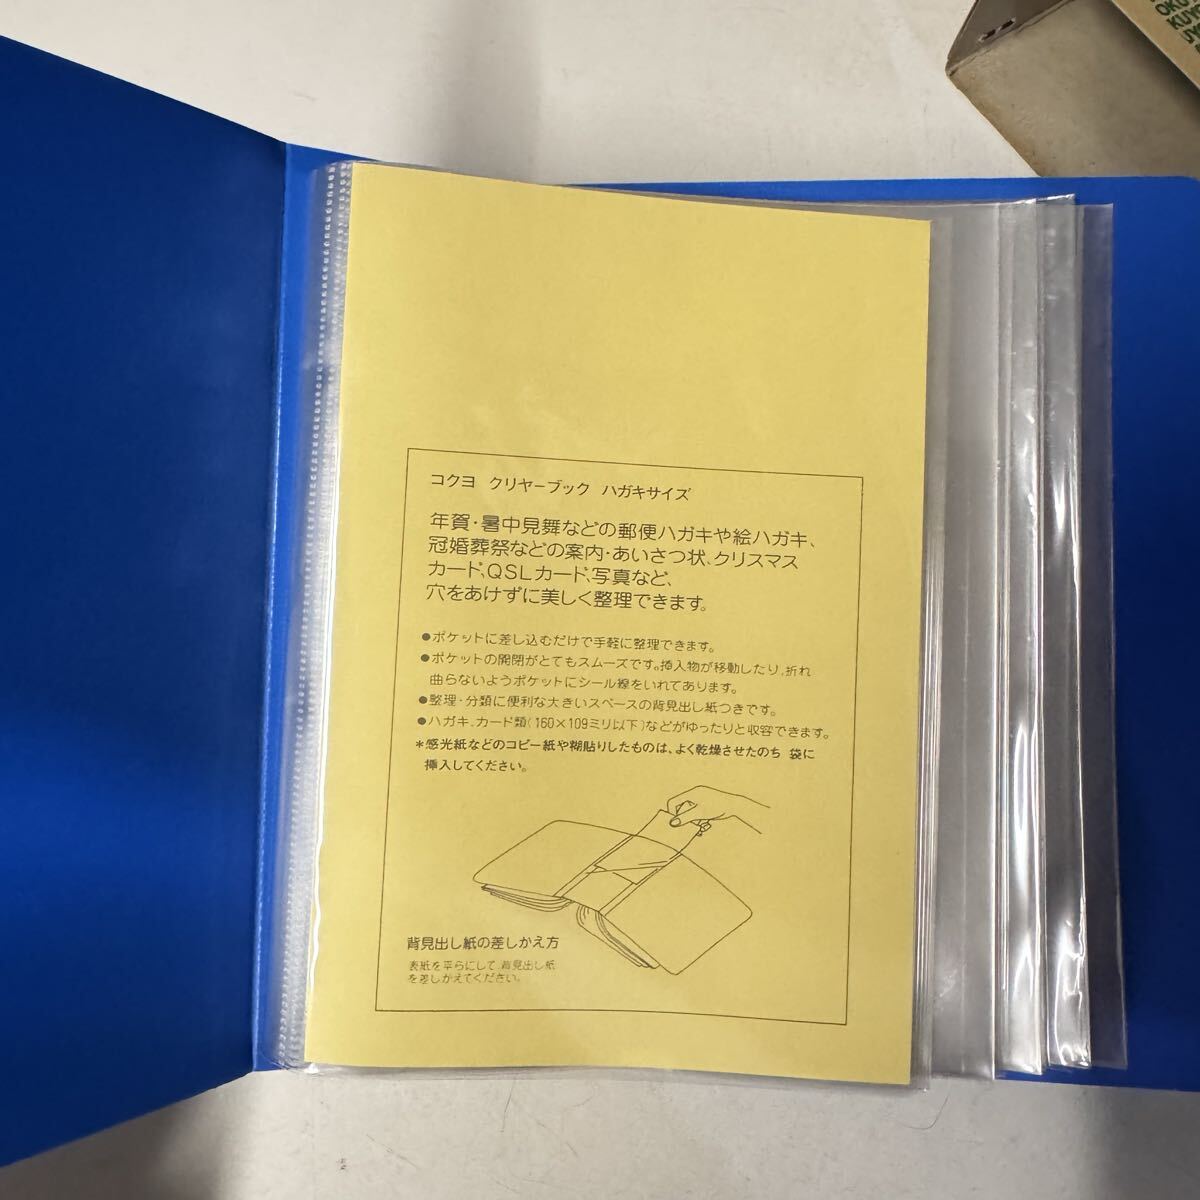 OKU
KUYO
コクヨ クリヤーブック ハガキサイズ
年賀・暑中見舞などの郵便ハガキや絵ハガキ、
冠婚葬祭などの案内・あいさつ状、クリスマス
カード、QSLカード、写真など、
穴をあけずに美しく整理できます。
●ポケットに差し込むだけで手軽に整理できます。
●ポケットの開閉がとてもスムーズです。挿入物が移動したり、折れ
曲らないようポケットにシール線をいれてあります。
●整理・分類に便利な大きいスペースの背見出し紙つきです。
●ハガキ、カード類(160×109ミリ以下)などがゆったりと収容できます。
*感光紙などのコピー紙や糊貼りしたものは、よく乾燥させたのち 袋に
挿入してください。
背見出し紙の差しかえ方
表紙を平らにして 背見出し紙
を差しかえてください。